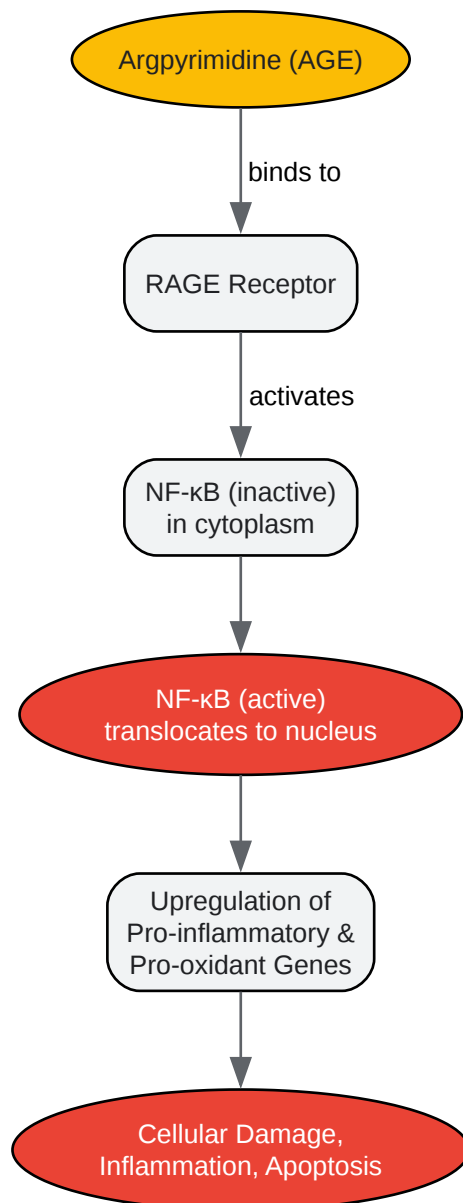 Argpyrimidine (AGE)
binds to
RAGE Receptor
activates
NF-κB (inactive)
in cytoplasm
NF-κB (active)
translocates to nucleus
Upregulation of
Pro-inflammatory &
Pro-oxidant Genes
Cellular Damage,
Inflammation, Apoptosis